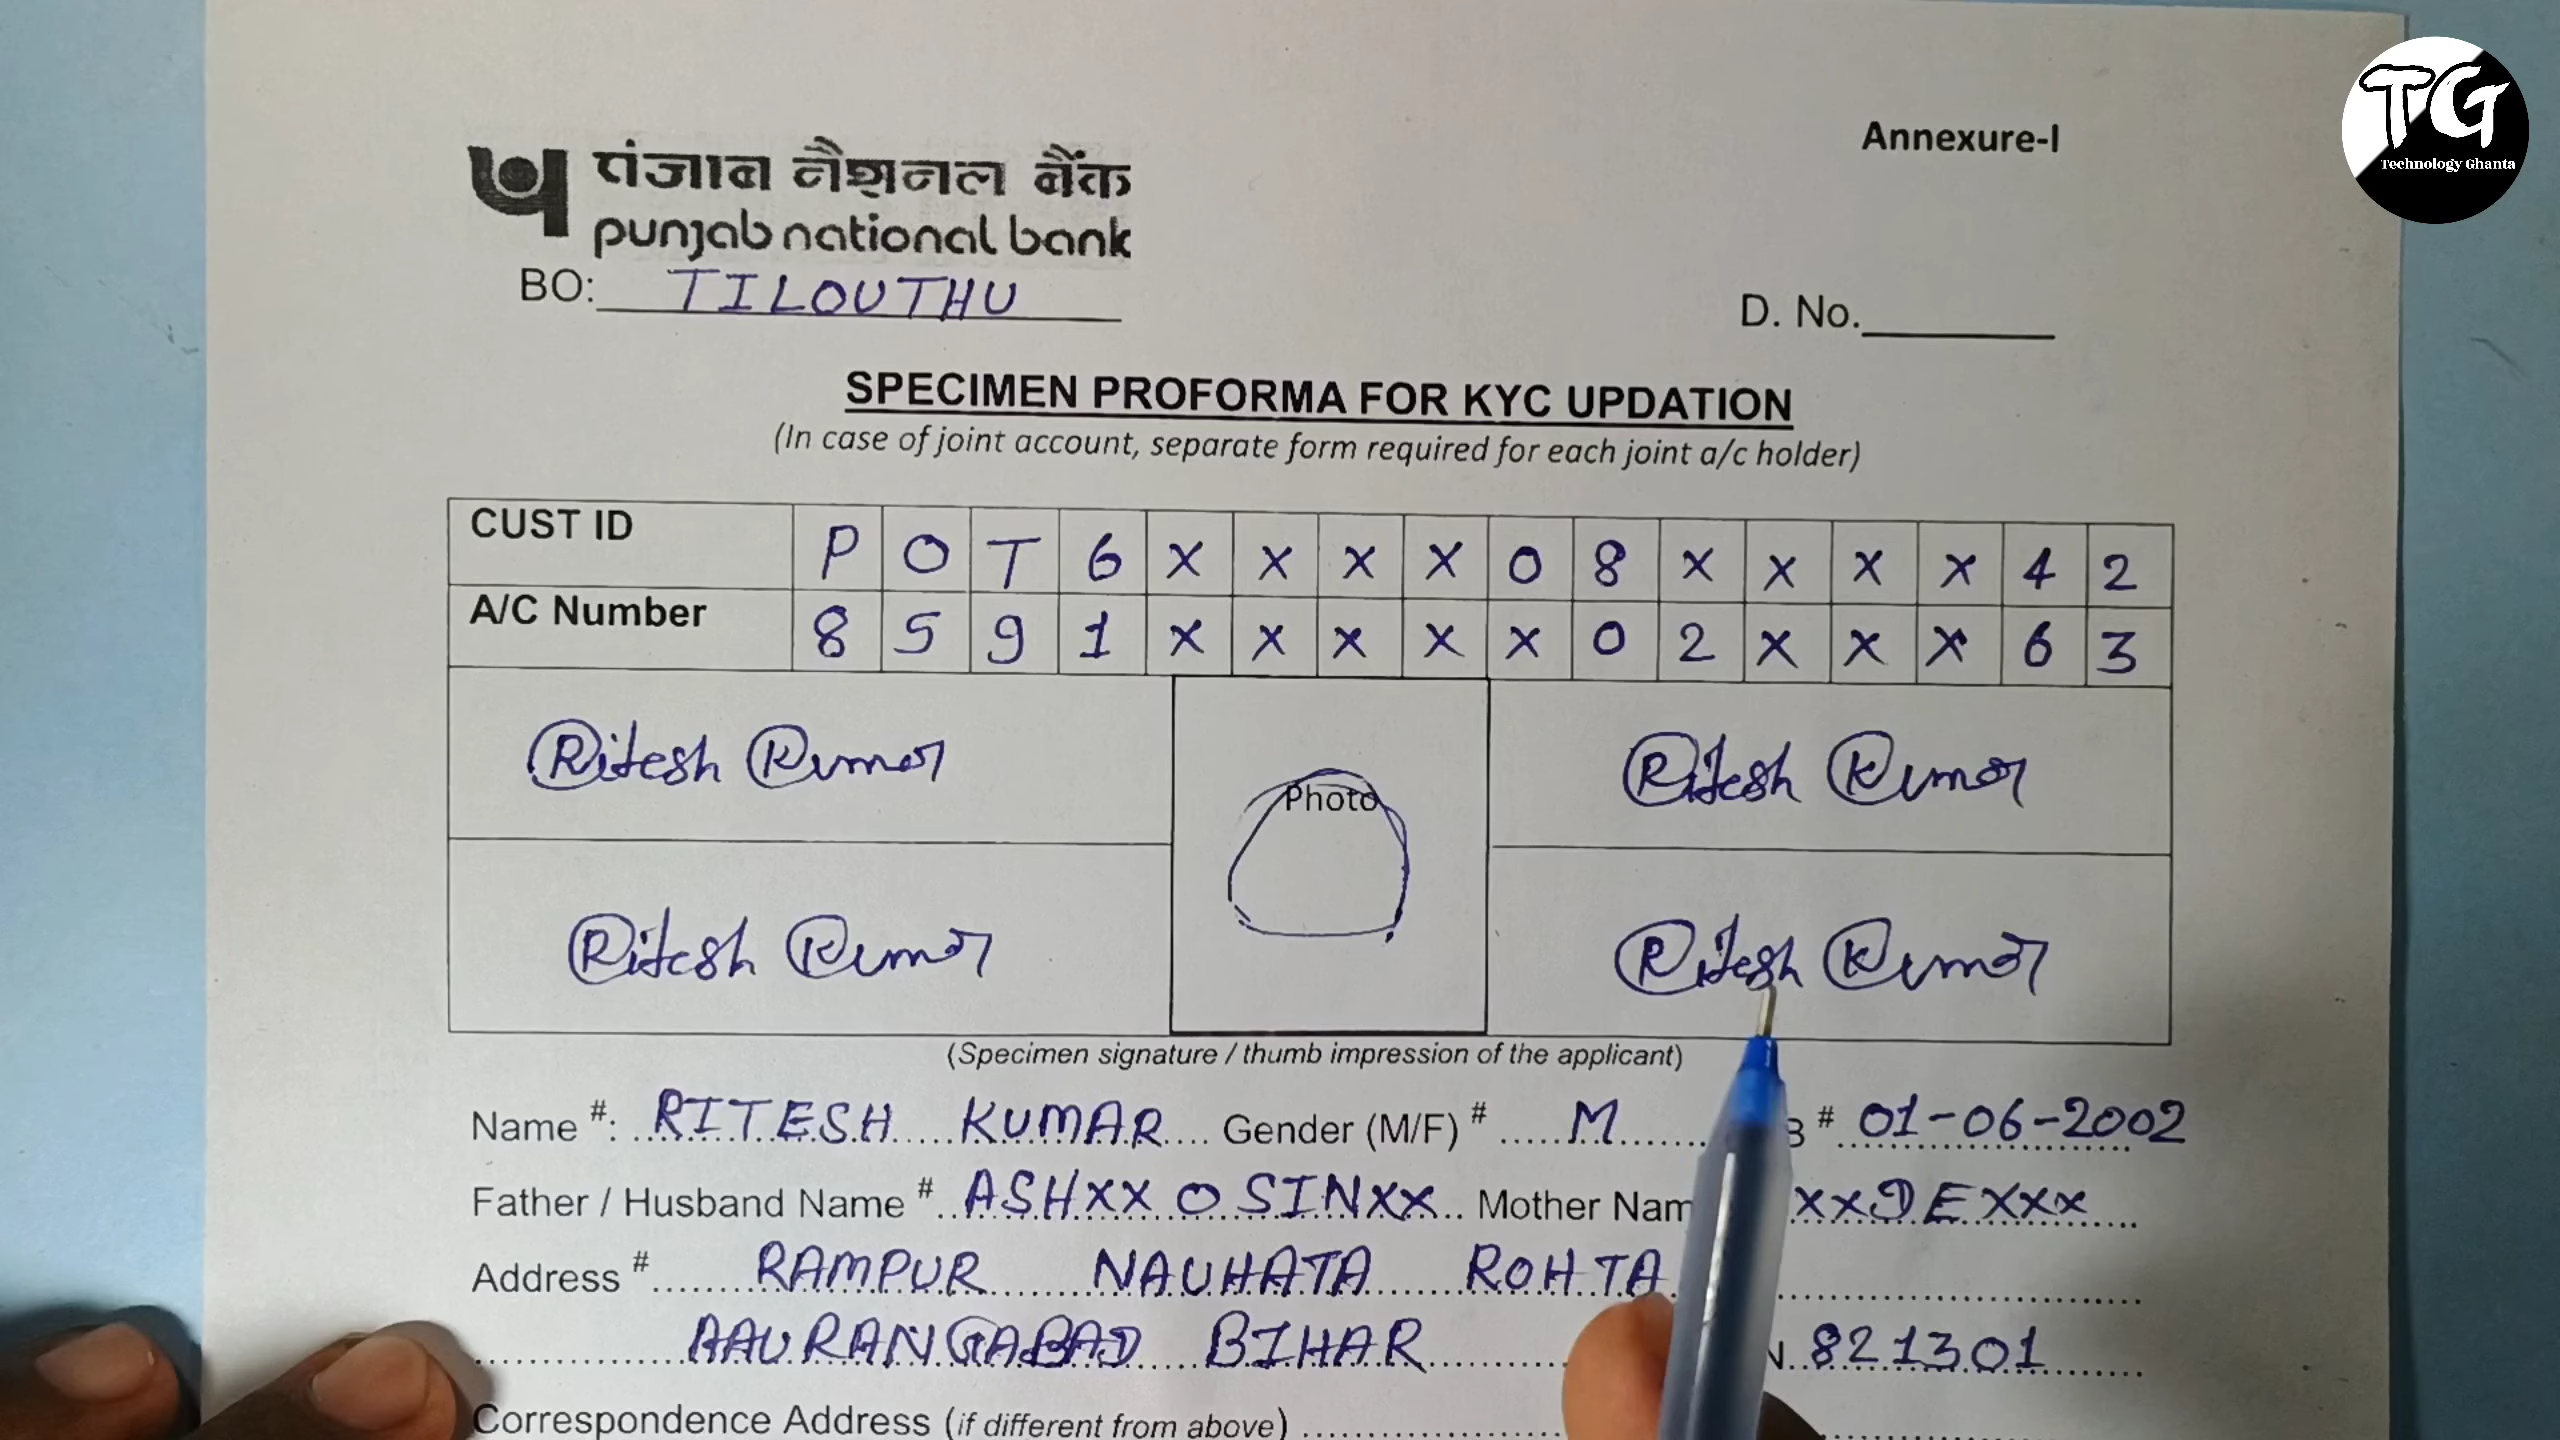 TG
Technology Ghanta
Annexure-I
पंजाब नैशनल बैंक
punjab national bank
BO: TILOUTHU
D. No.
SPECIMEN PROFORMA FOR KYC UPDATION
(In case of joint account, separate form required for each joint a/c holder)
CUST ID P O T 6 X X X X 0 8 X X X X 4 2
A/C Number 8 5 9 1 X X X X X 0 2 X X X 6 3
Ritesh Kumar Ritesh Kumar
Photo
Ritesh Kumar Ritesh Kumar
(Specimen signature / thumb impression of the applicant)
Name #: RITESH KUMAR Gender (M/F) # M # 01-06-2002
Father / Husband Name # ASHXX O SINXX Mother XXDEXXX
Address # RAMPUR NAUHATA ROHTA
AAURANGABAD BIHAR 821301
Correspondence Address (if different from above)